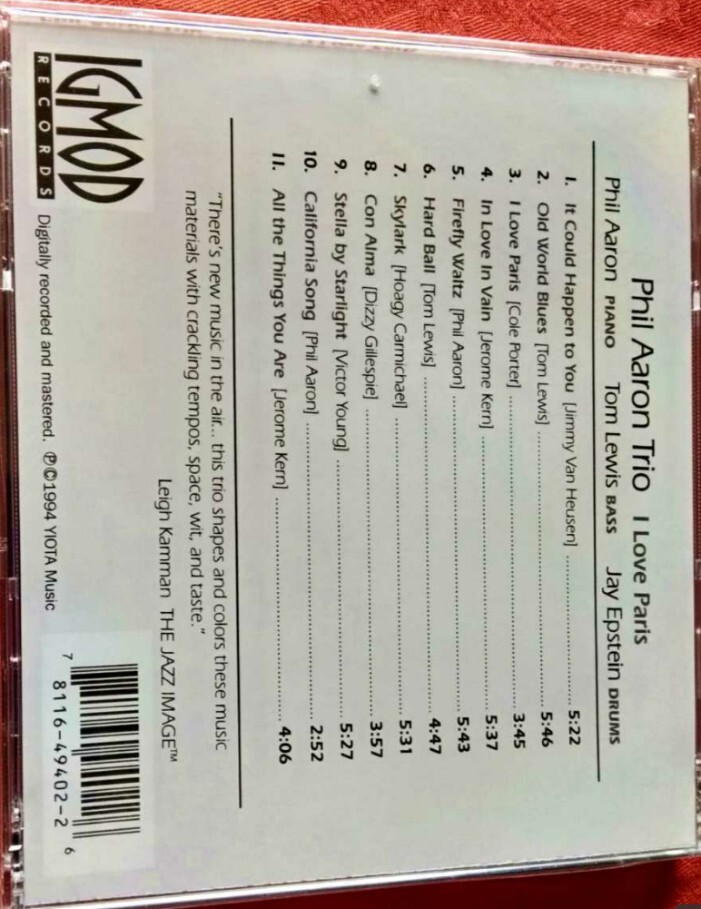 Phil Aaron Trio I Love Paris
Phil Aaron PIANO Tom Lewis BASS Jay Epstein DRUMS
1. It Could Happen to You [Jimmy Van Heusen] 5:22
2. Old World Blues [Tom Lewis] 5:46
3. I Love Paris [Cole Porter] 3:45
4. In Love In Vain [Jerome Kern] 5:37
5. Firefly Waltz [Phil Aaron] 5:43
6. Hard Ball [Tom Lewis] 4:47
7. Skylark [Hoagy Carmichael] 5:31
8. Con Alma [Dizzy Gillespie] 3:57
9. Stella by Starlight [Victor Young] 5:27
10. California Song [Phil Aaron] 2:52
11. All the Things You Are [Jerome Kern] 4:06
"There's new music in the air... this trio shapes and colors these music
materials with crackling tempos, space, wit, and taste."
Leigh Kamman THE JAZZ IMAGE™
IGMOD
RECORDS
Digitally recorded and mastered. ℗©1994 YIOTA Music
7 8116-49402-2 6